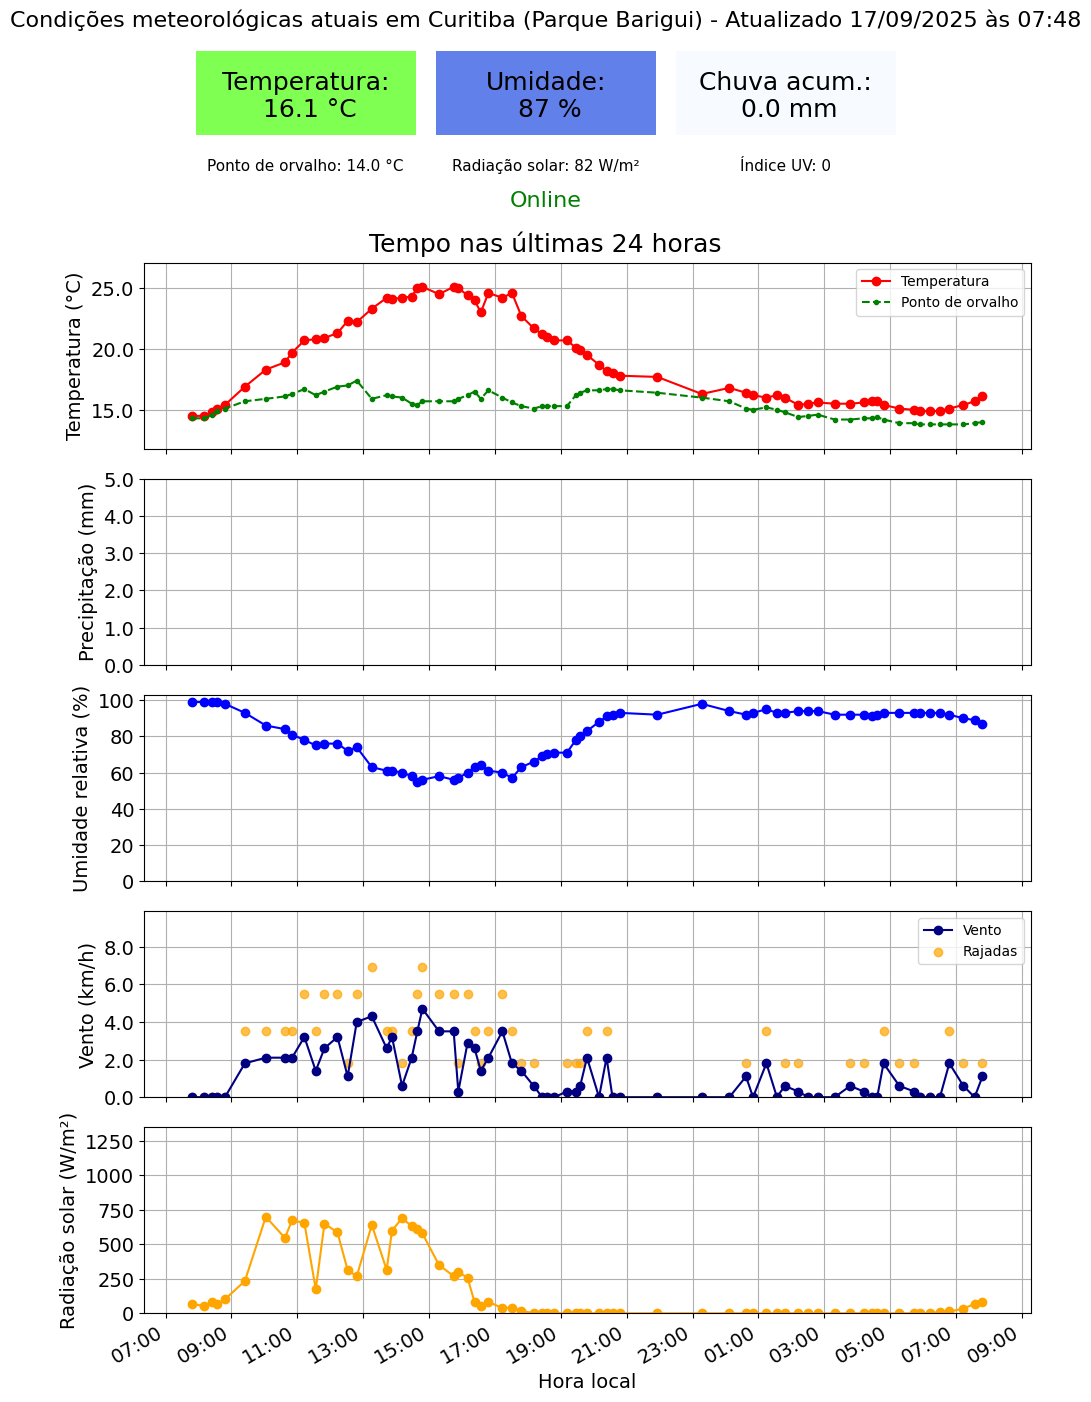 Condições meteorológicas atuais em Curitiba (Parque Barigui) - Atualizado 17/09/2025 às 07:48
Temperatura:
16.1 °C
Umidade:
87 %
Chuva acum.:
0.0 mm
Ponto de orvalho: 14.0 °C
Radiação solar: 82 W/m²
Índice UV: 0
Online
Tempo nas últimas 24 horas
Temperatura (°C)
25.0
20.0
15.0
Temperatura
Ponto de orvalho
Precipitação (mm)
5.0
4.0
3.0
2.0
1.0
0.0
Umidade relativa (%)
100
80
60
40
20
0
Vento (km/h)
8.0
6.0
4.0
2.0
0.0
Vento
Rajadas
Radiação solar (W/m²)
1250
1000
750
500
250
0
07:00
09:00
11:00
13:00
15:00
17:00
19:00
21:00
23:00
01:00
03:00
05:00
07:00
09:00
Hora local